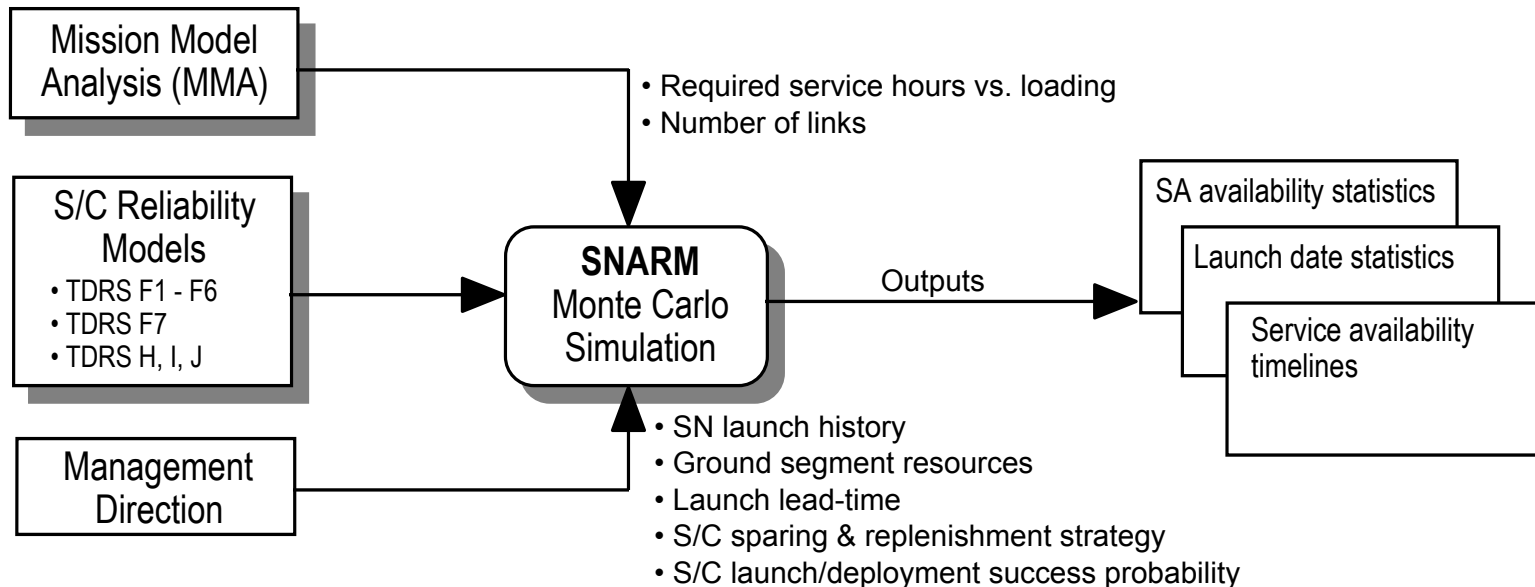 Mission Model
Analysis (MMA)
• Required service hours vs. loading
• Number of links
S/C Reliability
Models
• TDRS F1 - F6
• TDRS F7
• TDRS H, I, J
SNARM
Monte Carlo
Simulation
Outputs
SA availability statistics
Launch date statistics
Service availability
timelines
Management
Direction
• SN launch history
• Ground segment resources
• Launch lead-time
• S/C sparing & replenishment strategy
• S/C launch/deployment success probability